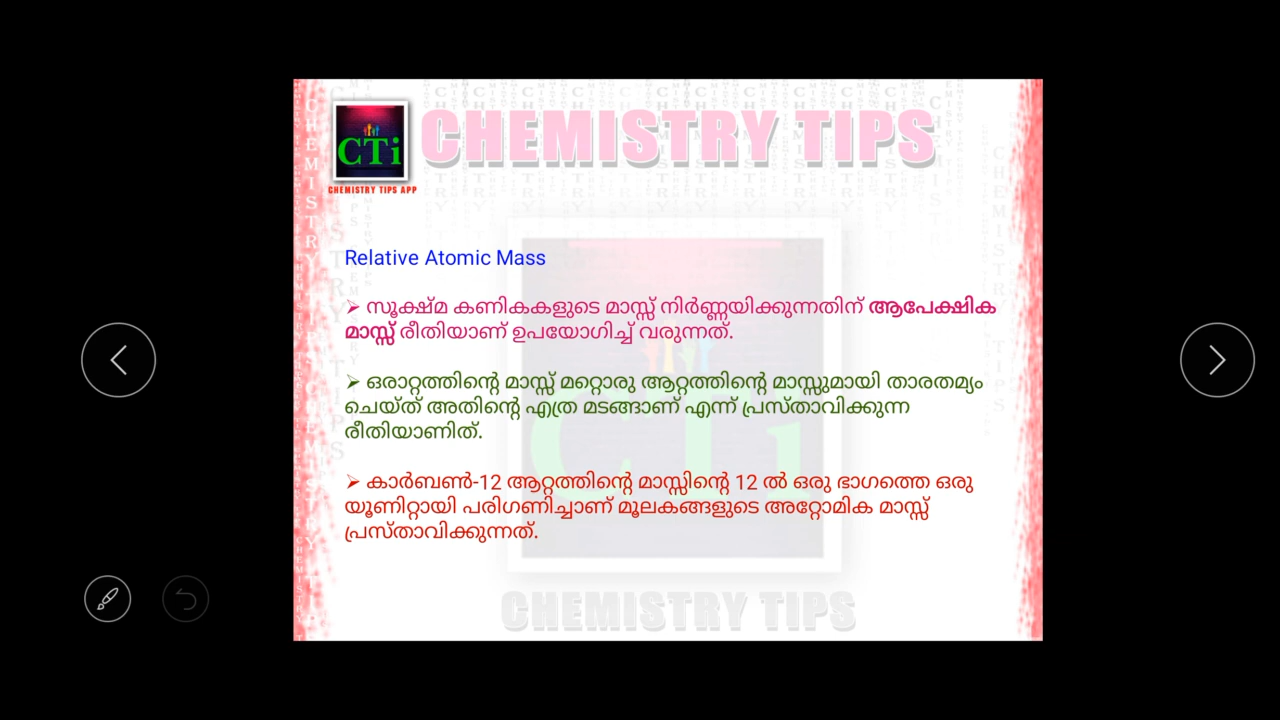 CTi
CHEMISTRY TIPS
CHEMISTRY TIPS APP
Relative Atomic Mass
➢ സൂക്ഷ്മ കണികകളുടെ മാസ്സ് നിർണ്ണയിക്കുന്നതിന് ആപേക്ഷിക
മാസ്സ് രീതിയാണ് ഉപയോഗിച്ച് വരുന്നത്.
➢ ഒരാറ്റത്തിന്റെ മാസ്സ് മറ്റൊരു ആറ്റത്തിന്റെ മാസ്സുമായി താരതമ്യം
ചെയ്ത് അതിന്റെ എത്ര മടങ്ങാണ് എന്ന് പ്രസ്താവിക്കുന്ന
രീതിയാണിത്.
➢ കാർബൺ-12 ആറ്റത്തിന്റെ മാസ്സിന്റെ 12 ൽ ഒരു ഭാഗത്തെ ഒരു
യൂണിറ്റായി പരിഗണിച്ചാണ് മൂലകങ്ങളുടെ അറ്റോമിക മാസ്സ്
പ്രസ്താവിക്കുന്നത്.
CTi
CHEMISTRY TIPS